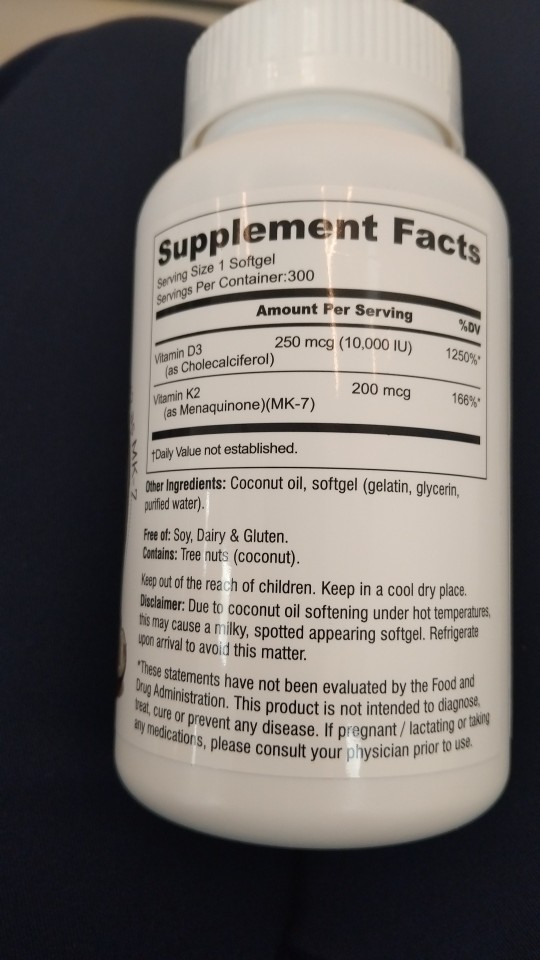 Supplement Facts
Serving Size 1 Softgel
Servings Per Container:300
Amount Per Serving %DV
Vitamin D3 250 mcg (10,000 IU) 1250%*
(as Cholecalciferol)
Vitamin K2 200 mcg 166%*
(as Menaquinone)(MK-7)
†Daily Value not established.
Other Ingredients: Coconut oil, softgel (gelatin, glycerin,
purified water).
Free of: Soy, Dairy & Gluten.
Contains: Tree nuts (coconut).
Keep out of the reach of children. Keep in a cool dry place.
Disclaimer: Due to coconut oil softening under hot temperatures,
this may cause a milky, spotted appearing softgel. Refrigerate
upon arrival to avoid this matter.
*These statements have not been evaluated by the Food and
Drug Administration. This product is not intended to diagnose,
treat, cure or prevent any disease. If pregnant / lactating or taking
any medications, please consult your physician prior to use.